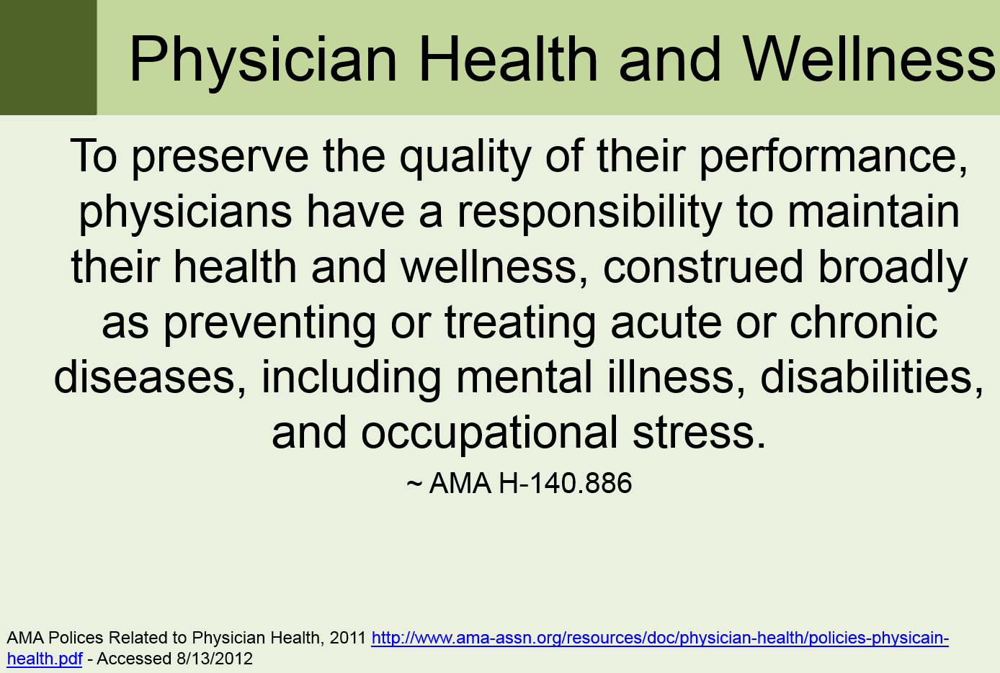 Physician Health and Wellness
To preserve the quality of their performance,
physicians have a responsibility to maintain
their health and wellness, construed broadly
as preventing or treating acute or chronic
diseases, including mental illness, disabilities,
and occupational stress.
~ AMA H-140.886
AMA Polices Related to Physician Health, 2011 http://www.ama-assn.org/resources/doc/physician-health/policies-physicain-
health.pdf - Accessed 8/13/2012